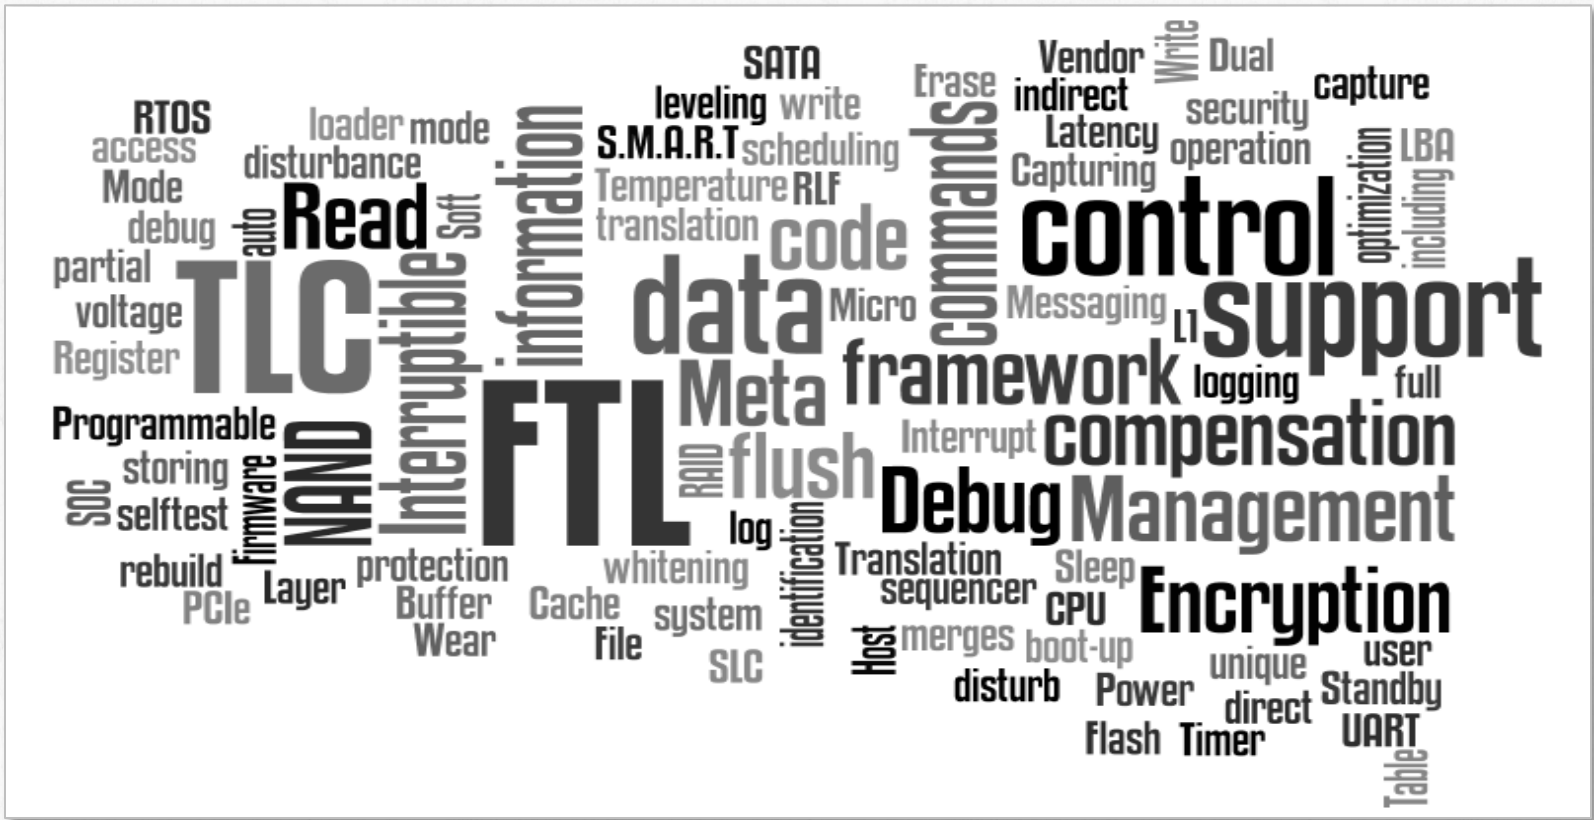 SATA
Vendor
Write
Dual
Erase
capture
RTOS
loader
mode
leveling
write
indirect
security
access
disturbance
S.M.A.R.T
scheduling
commands
Latency
operation
optimization
LBA
Mode
Read
Soft
information
Temperature
RLF
Capturing
including
debug
auto
translation
code
control
partial
TLC
Interruptible
data
Micro
Messaging
L1
support
voltage
Register
Meta
framework
logging
full
Programmable
NAND
FTL
RAID
flush
Interrupt
compensation
storing
SOC
selftest
Firmware
log
identification
Debug
Management
rebuild
Layer
protection
whitening
Translation
Sleep
Encryption
PCIe
Buffer
Cache
system
sequencer
CPU
Wear
File
Host
merges
boot-up
user
SLC
disturb
Power
unique
Standby
direct
Flash
Timer
UART
Table